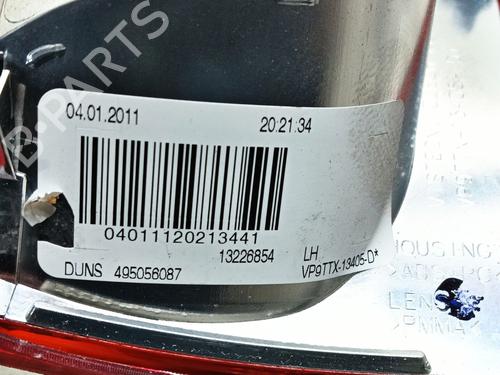 04.01.2011 20:21:34
04011120213441
13226854
DUNS 495056087
LH
VP9TTX-13405-D*
HOUSING
LENS
>PMMA<
B-PARTS